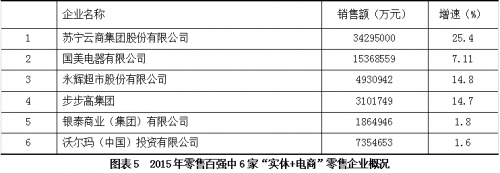 企业名称 销售额（万元） 增速（%）
1 苏宁云商集团股份有限公司 34295000 25.4
2 国美电器有限公司 15368559 7.11
3 永辉超市股份有限公司 4930942 14.8
4 步步高集团 3101749 14.7
5 银泰商业（集团）有限公司 1864946 1.8
6 沃尔玛（中国）投资有限公司 7354653 1.6
图表 5 2015 年零售百强中 6 家“实体+电商”零售企业概况